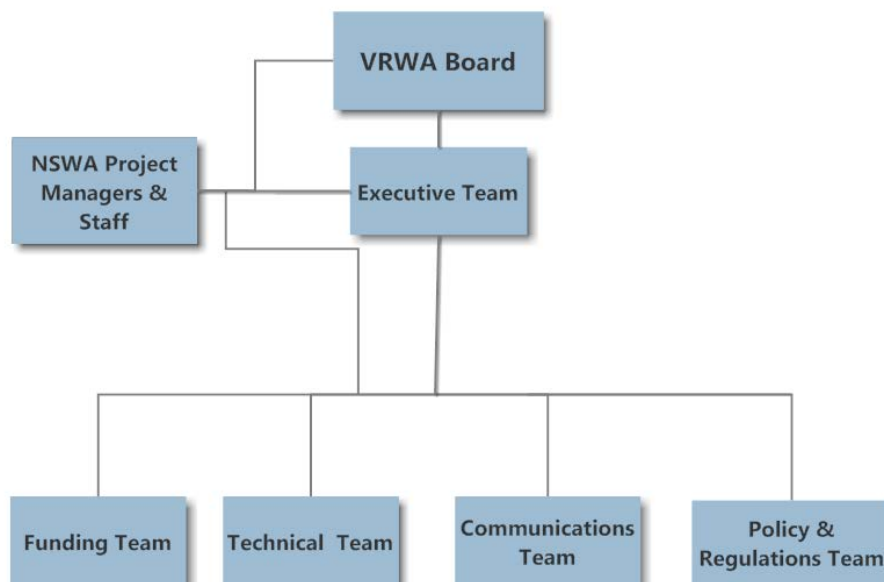 VRWA Board
NSWA Project
Managers &
Staff
Executive Team
Funding Team
Technical Team
Communications
Team
Policy &
Regulations Team